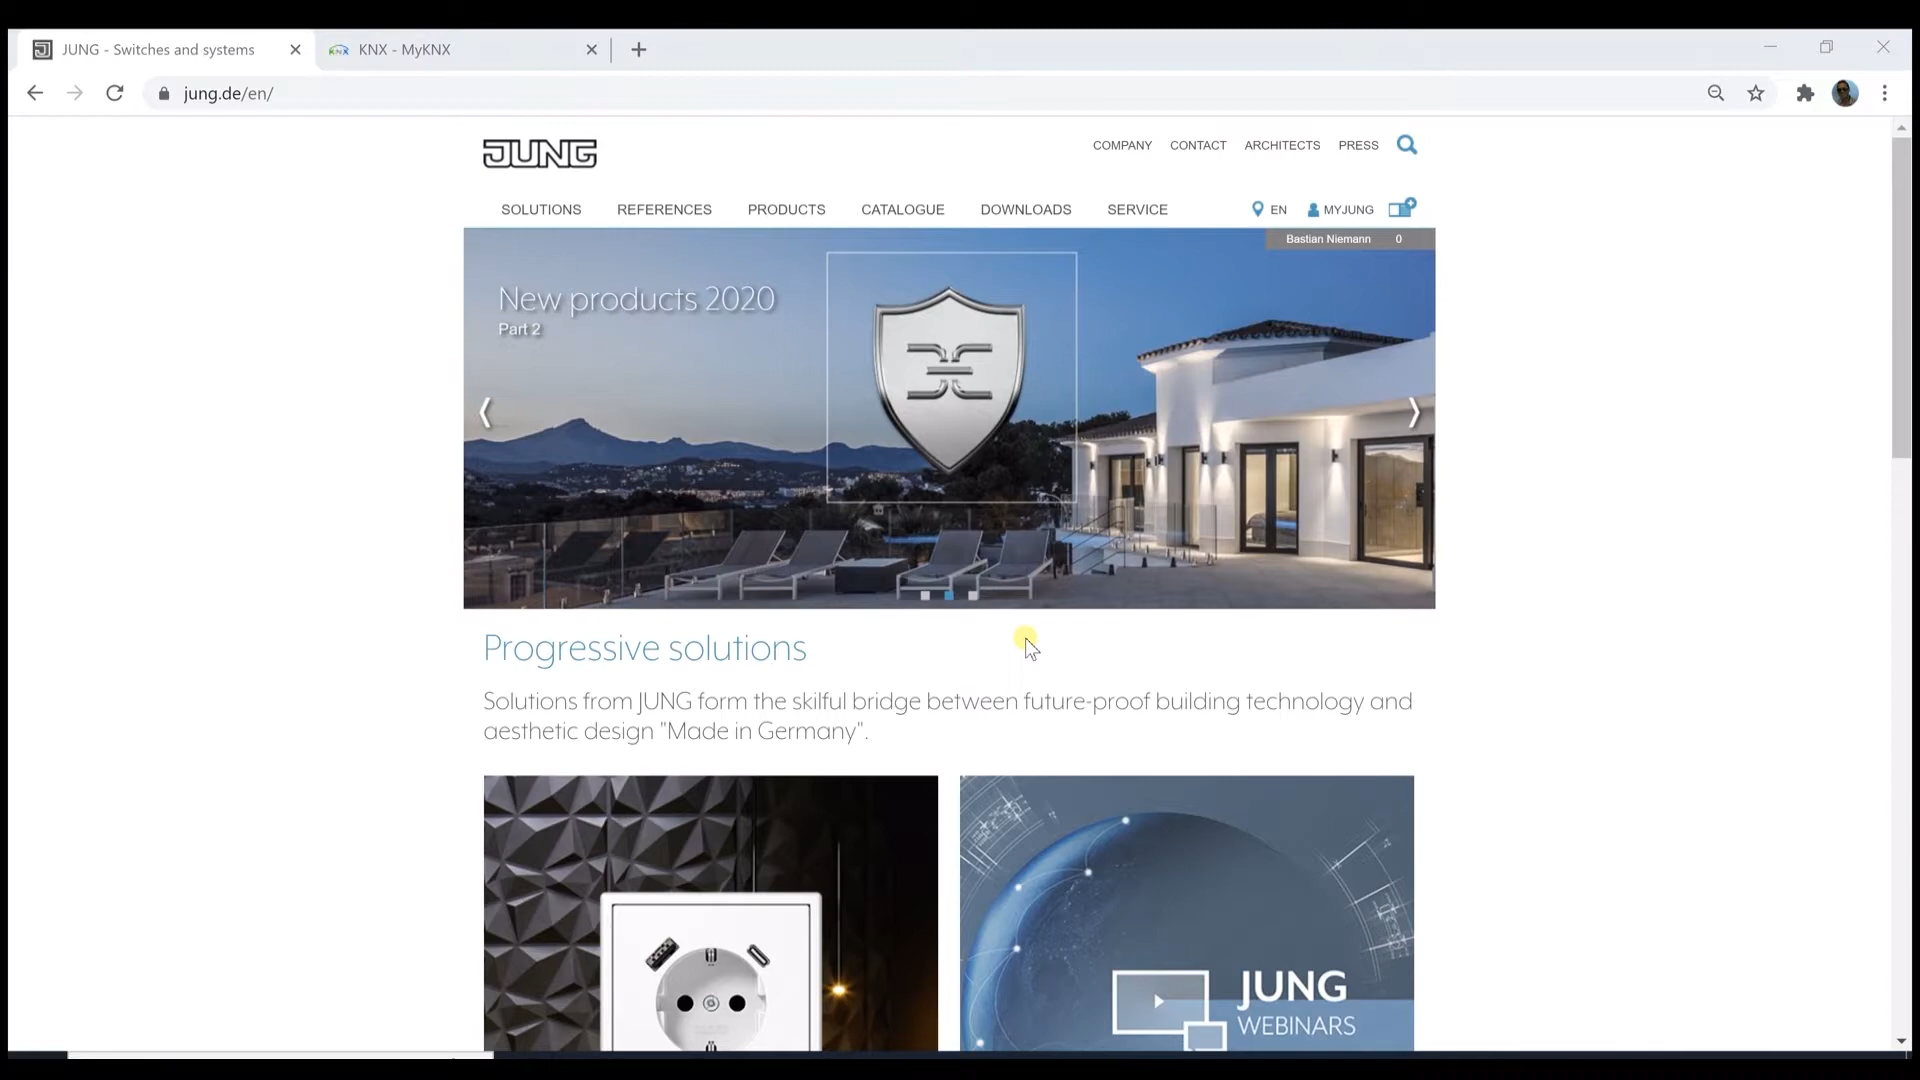 JUNG - Switches and systems
KNX - MyKNX
jung.de/en/
JUNG
COMPANY CONTACT ARCHITECTS PRESS
SOLUTIONS REFERENCES PRODUCTS CATALOGUE DOWNLOADS SERVICE EN MYJUNG
Bastian Niemann 0
New products 2020
Part 2
Progressive solutions
Solutions from JUNG form the skilful bridge between future-proof building technology and
aesthetic design "Made in Germany".
JUNG
WEBINARS